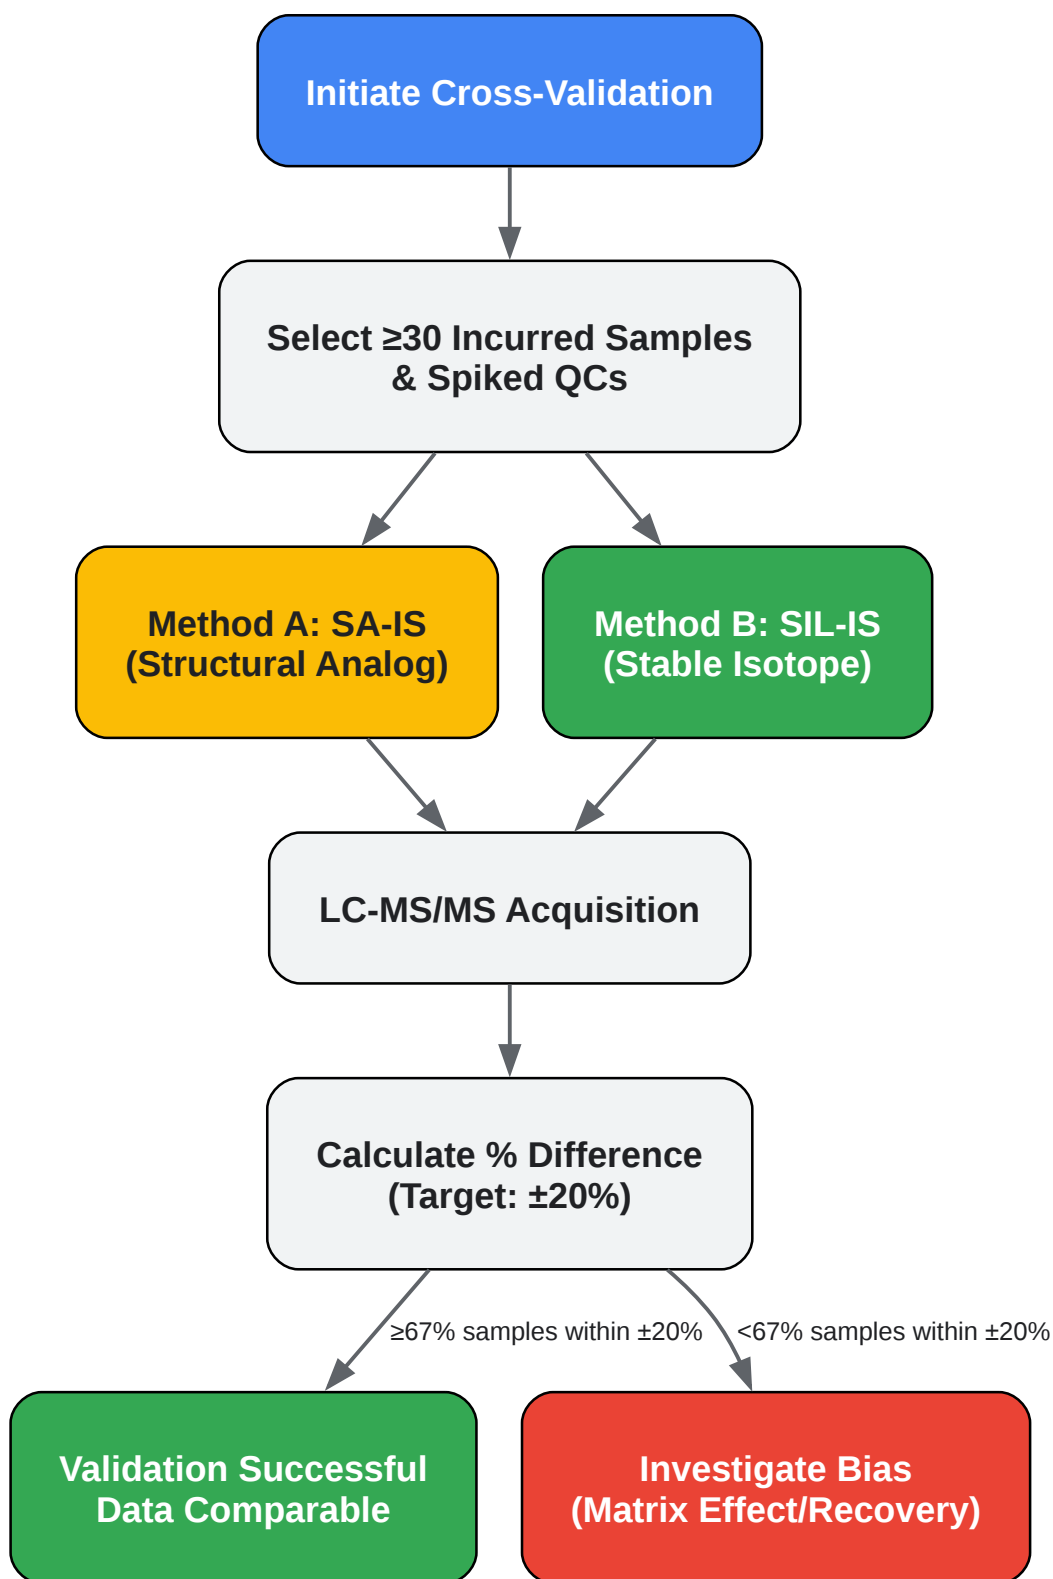 Initiate Cross-Validation
Select ≥30 Incurred Samples
& Spiked QCs
Method A: SA-IS
(Structural Analog)
Method B: SIL-IS
(Stable Isotope)
LC-MS/MS Acquisition
Calculate % Difference
(Target: ±20%)
≥67% samples within ±20%
<67% samples within ±20%
Validation Successful
Data Comparable
Investigate Bias
(Matrix Effect/Recovery)